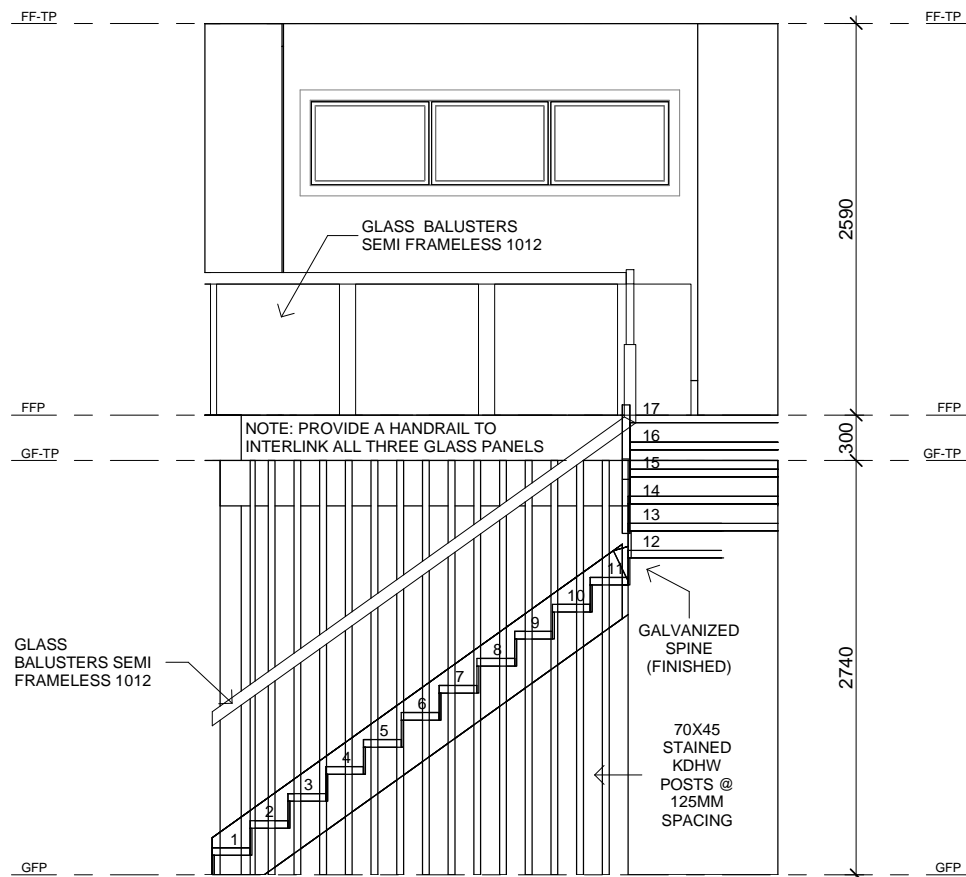 FF-TP
FF-TP
2590
GLASS BALUSTERS
SEMI FRAMELESS 1012
FFP
FFP
17
NOTE: PROVIDE A HANDRAIL TO
INTERLINK ALL THREE GLASS PANELS
300
16
GF-TP
GF-TP
15
14
13
12
11
10
9
8
7
6
5
4
3
2
1
GALVANIZED
SPINE
(FINISHED)
GLASS
BALUSTERS SEMI
FRAMELESS 1012
2740
70X45
STAINED
KDHW
POSTS @
125MM
SPACING
GFP
GFP